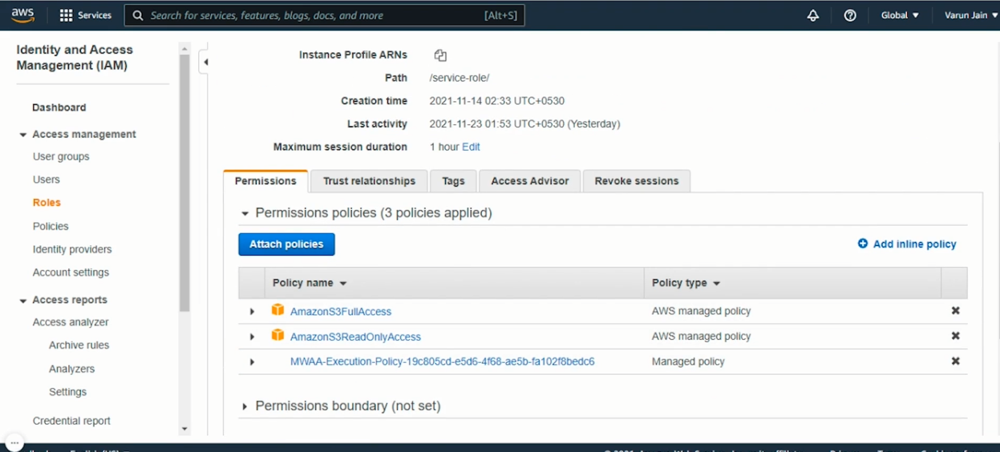 aws
Services
Search for services, features, blogs, docs, and more
[Alt+S]
Global
Varun Jain
Identity and Access
Management (IAM)
Dashboard
Access management
User groups
Users
Roles
Policies
Identity providers
Account settings
Access reports
Access analyzer
Archive rules
Analyzers
Settings
Credential report
Instance Profile ARNs
Path /service-role/
Creation time 2021-11-14 02:33 UTC+0530
Last activity 2021-11-23 01:53 UTC+0530 (Yesterday)
Maximum session duration 1 hour Edit
Permissions Trust relationships Tags Access Advisor Revoke sessions
Permissions policies (3 policies applied)
Attach policies
Add inline policy
Policy name Policy type
AmazonS3FullAccess AWS managed policy
AmazonS3ReadOnlyAccess AWS managed policy
MWAA-Execution-Policy-19c805cd-e5d6-4f68-ae5b-fa102f8bedc6 Managed policy
Permissions boundary (not set)